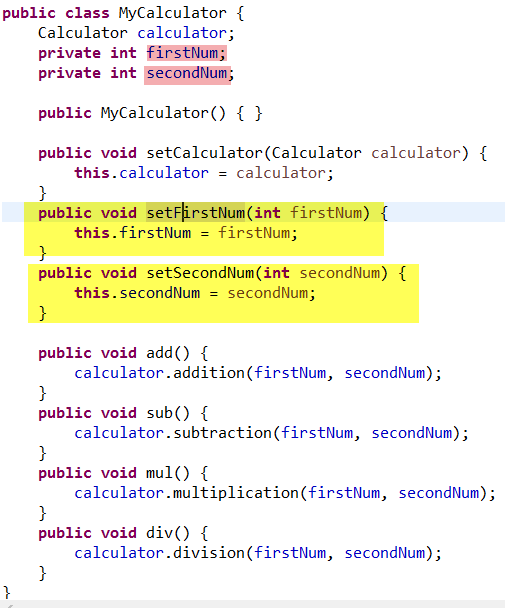 public class MyCalculator {
    Calculator calculator;
    private int firstNum;
    private int secondNum;

    public MyCalculator() { }

    public void setCalculator(Calculator calculator) {
        this.calculator = calculator;
    }
    public void setFirstNum(int firstNum) {
        this.firstNum = firstNum;
    }
    public void setSecondNum(int secondNum) {
        this.secondNum = secondNum;
    }

    public void add() {
        calculator.addition(firstNum, secondNum);
    }
    public void sub() {
        calculator.subtraction(firstNum, secondNum);
    }
    public void mul() {
        calculator.multiplication(firstNum, secondNum);
    }
    public void div() {
        calculator.division(firstNum, secondNum);
    }
}